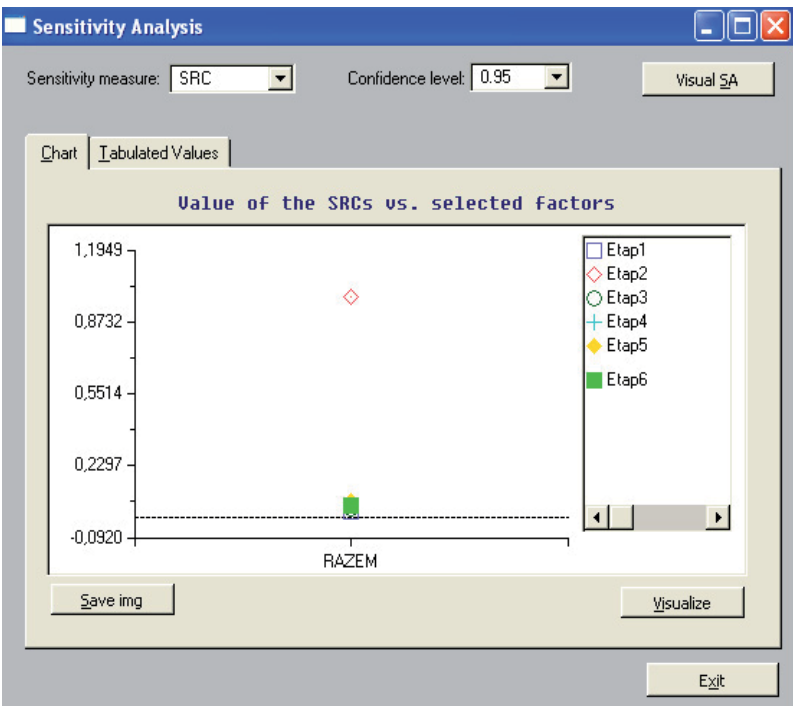 Sensitivity Analysis
Sensitivity measure: SRC Confidence level: 0.95 Visual SA
Chart Tabulated Values
Value of the SRCs vs. selected factors
1,1949
0,8732
0,5514
0,2297
-0,0920
RAZEM
Etap1
Etap2
Etap3
Etap4
Etap5
Etap6
Save img Visualize
Exit